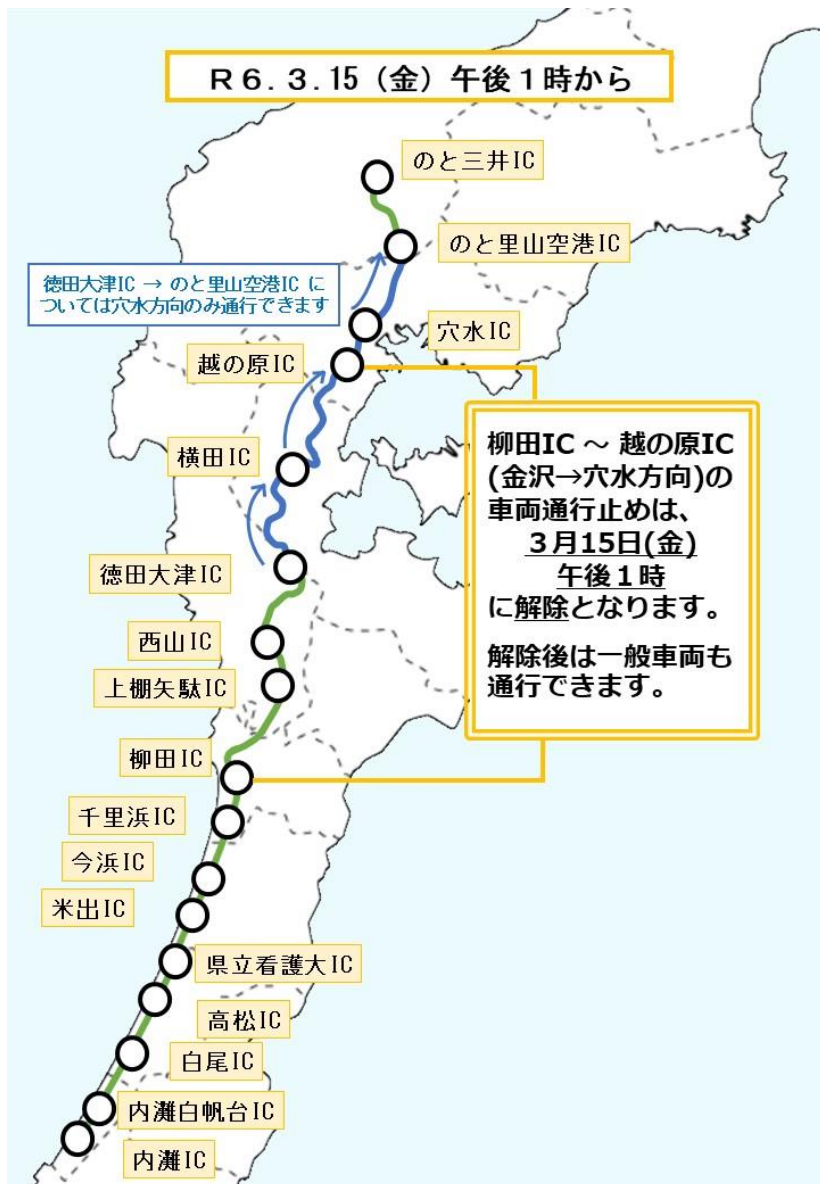 R6.3.15（金）午後１時から
のと三井IC
のと里山空港IC
徳田大津IC → のと里山空港IC に
ついては穴水方向のみ通行できます
穴水IC
越の原IC
横田IC
徳田大津IC
柳田IC ～ 越の原IC
(金沢→穴水方向)の
車両通行止めは、
３月15日(金)
午後１時
に解除となります。
解除後は一般車両も
通行できます。
西山IC
上棚矢駄IC
柳田IC
千里浜IC
今浜IC
米出IC
県立看護大IC
高松IC
白尾IC
内灘白帆台IC
内灘IC